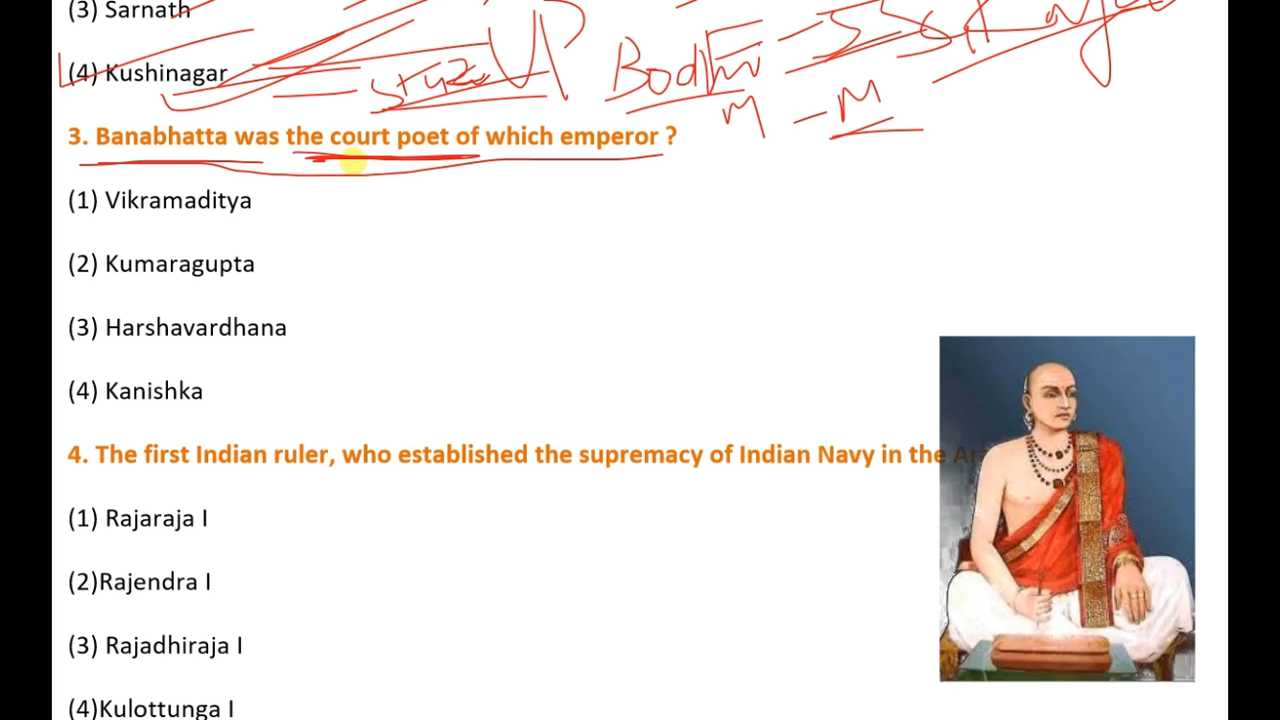 (3) Sarnath
(4) Kushinagar UP Bodhi
M - M
3. Banabhatta was the court poet of which emperor ?
(1) Vikramaditya
(2) Kumaragupta
(3) Harshavardhana
(4) Kanishka
4. The first Indian ruler, who established the supremacy of Indian Navy in the
(1) Rajaraja I
(2)Rajendra I
(3) Rajadhiraja I
(4)Kulottunga I